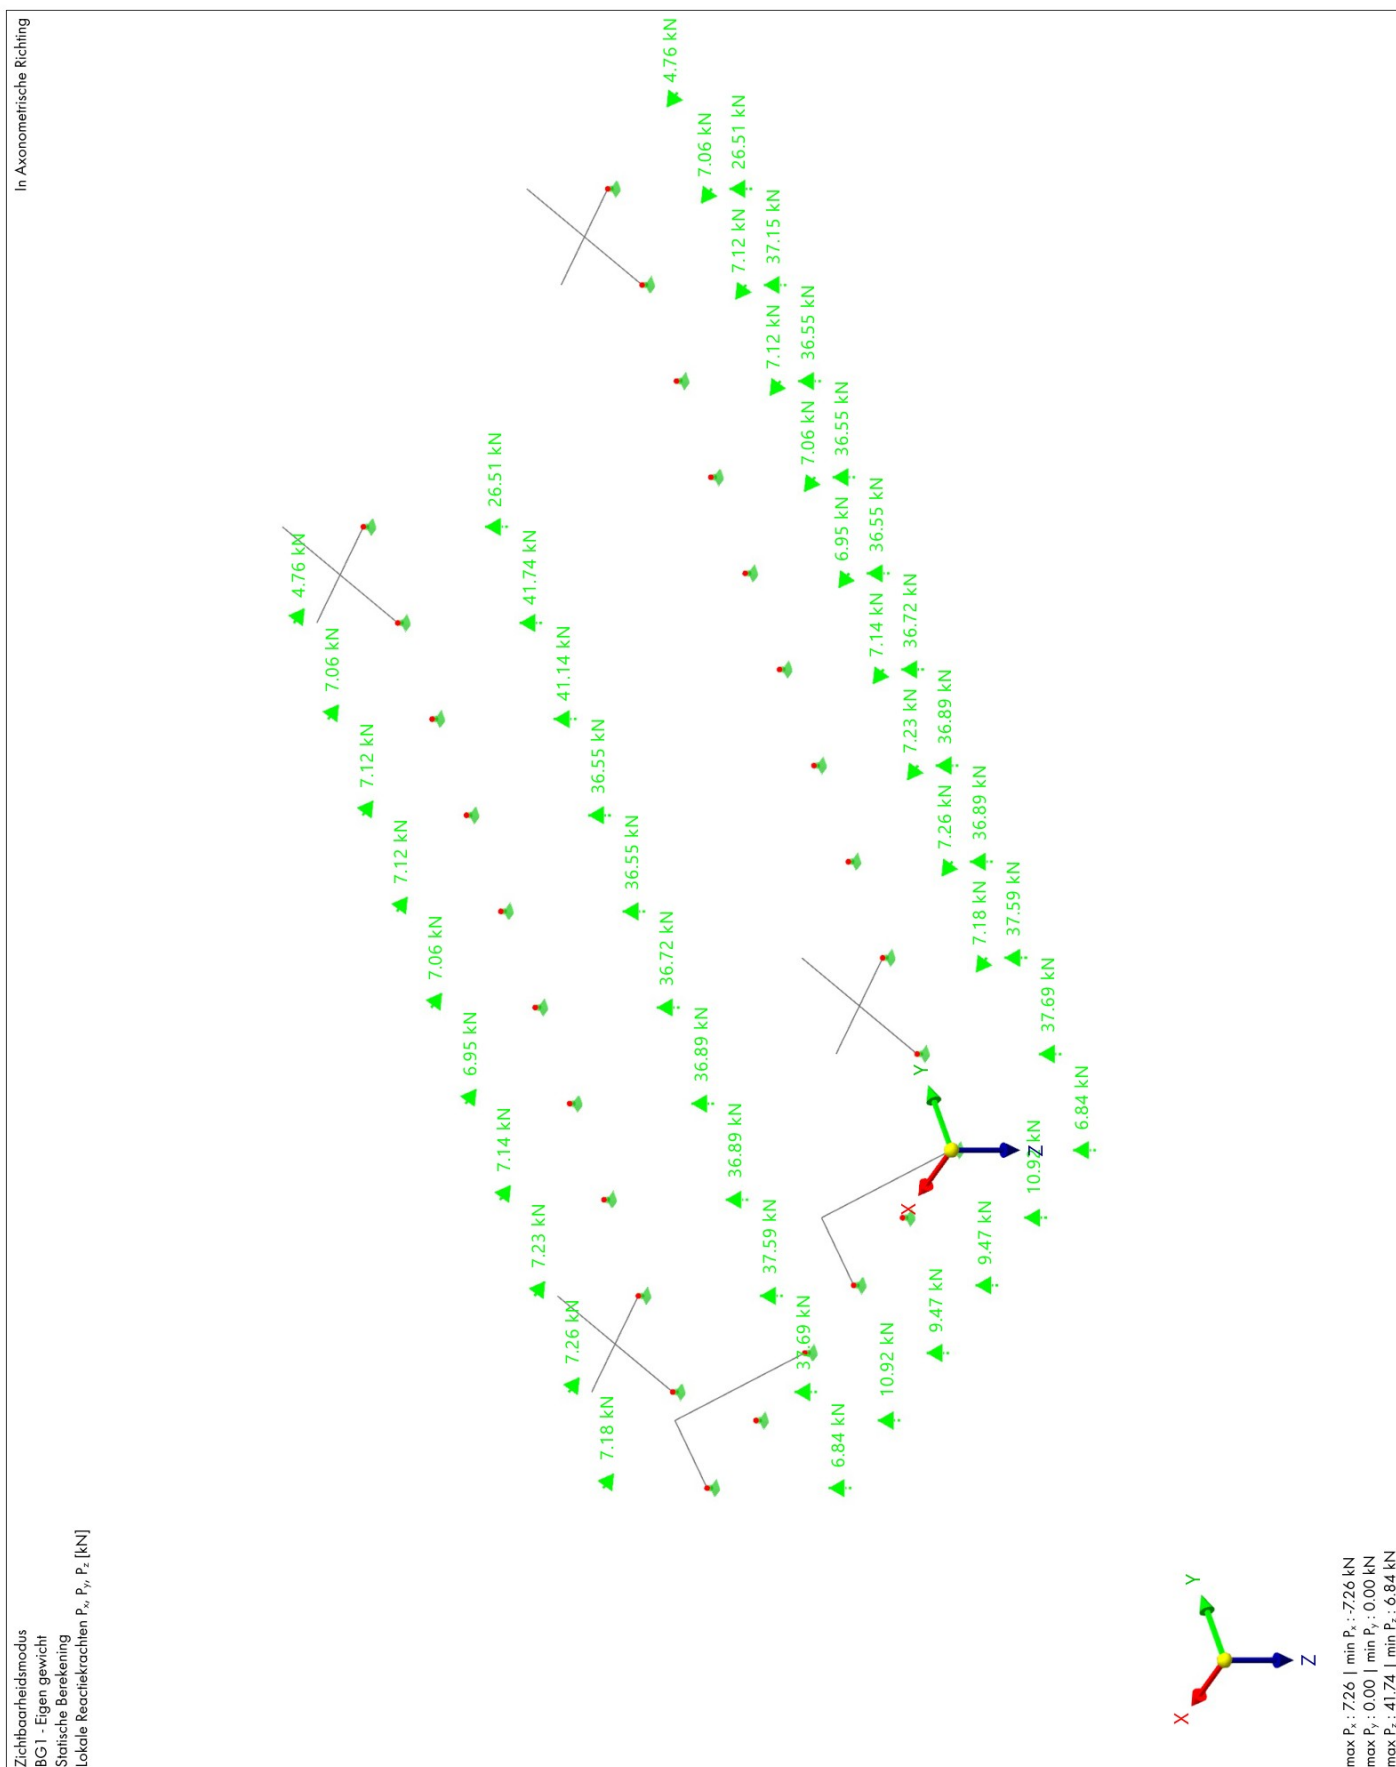 Zichtbaarheidsmodus
In Axonometrische Richting
BG1 - Eigen gewicht
Statische Berekening
Lokale Reactiekrachten Pₓ, Pᵧ, P_z [kN]
4.76 kN
7.06 kN
7.12 kN
7.12 kN
7.06 kN
6.95 kN
26.51 kN
7.14 kN
41.74 kN
7.23 kN
41.14 kN
7.26 kN
36.55 kN
7.18 kN
36.55 kN
36.72 kN
4.76 kN
36.89 kN
7.06 kN
36.89 kN
7.12 kN
26.51 kN
37.59 kN
7.12 kN
37.15 kN
37.69 kN
7.06 kN
36.55 kN
6.84 kN
6.95 kN
36.55 kN
7.14 kN
36.55 kN
10.92 kN
7.23 kN
36.72 kN
X
Y
9.47 kN
7.26 kN
36.89 kN
7.18 kN
36.89 kN
9.47 kN
37.59 kN
10.92 kN
Z
37.69 kN
6.84 kN
X
Y
Z
max Pₓ : 7.26 | min Pₓ : -7.26 kN
max Pᵧ : 0.00 | min Pᵧ : 0.00 kN
max P_z : 41.74 | min P_z : 6.84 kN